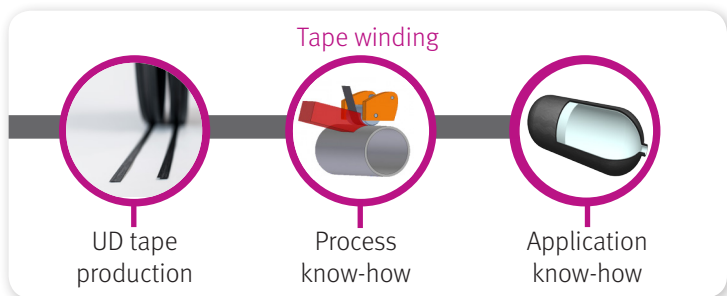 Tape winding
UD tape
production
Process
know-how
Application
know-how